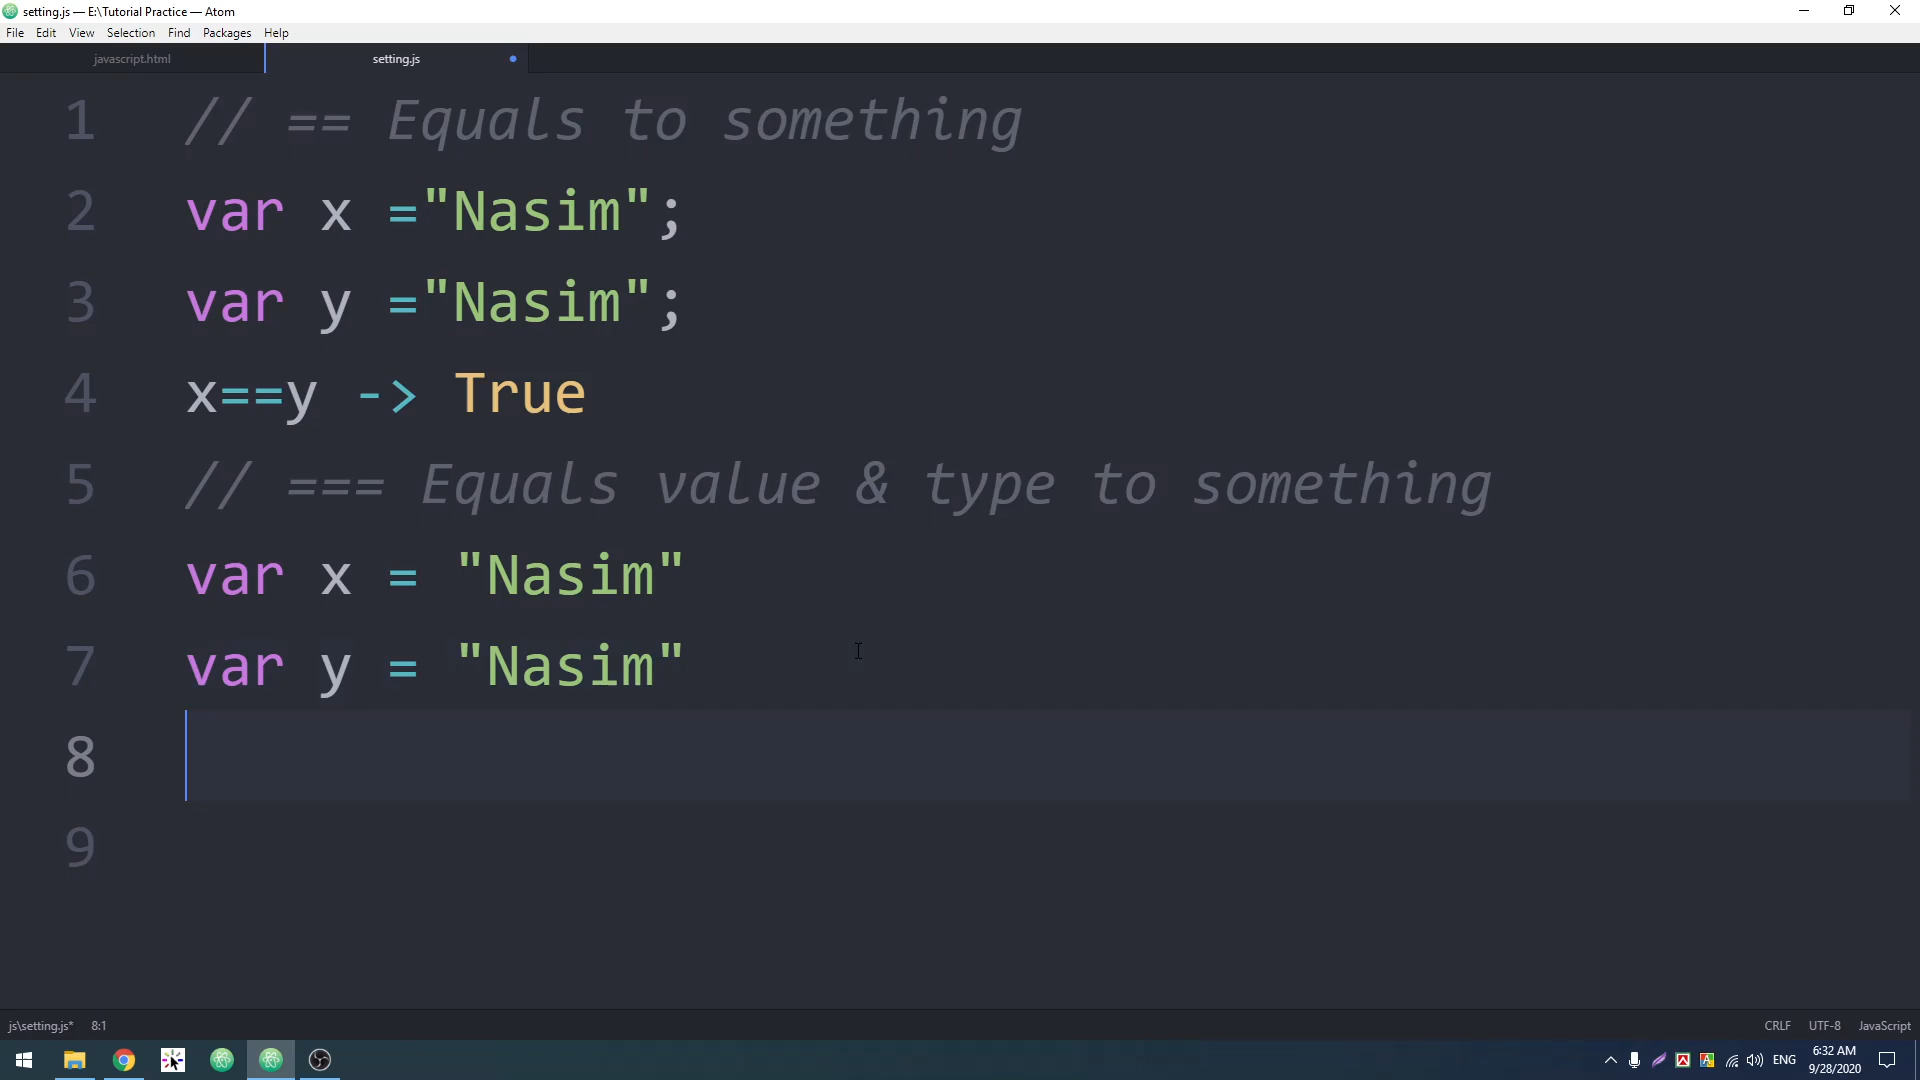 setting.js — E:\Tutorial Practice — Atom
File Edit View Selection Find Packages Help
javascript.html setting.js
1 // == Equals to something
2 var x ="Nasim";
3 var y ="Nasim";
4 x==y -> True
5 // === Equals value & type to something
6 var x = "Nasim"
7 var y = "Nasim"
8
9
js\setting.js* 8:1 CRLF UTF-8 JavaScript
ENG 6:32 AM
9/28/2020